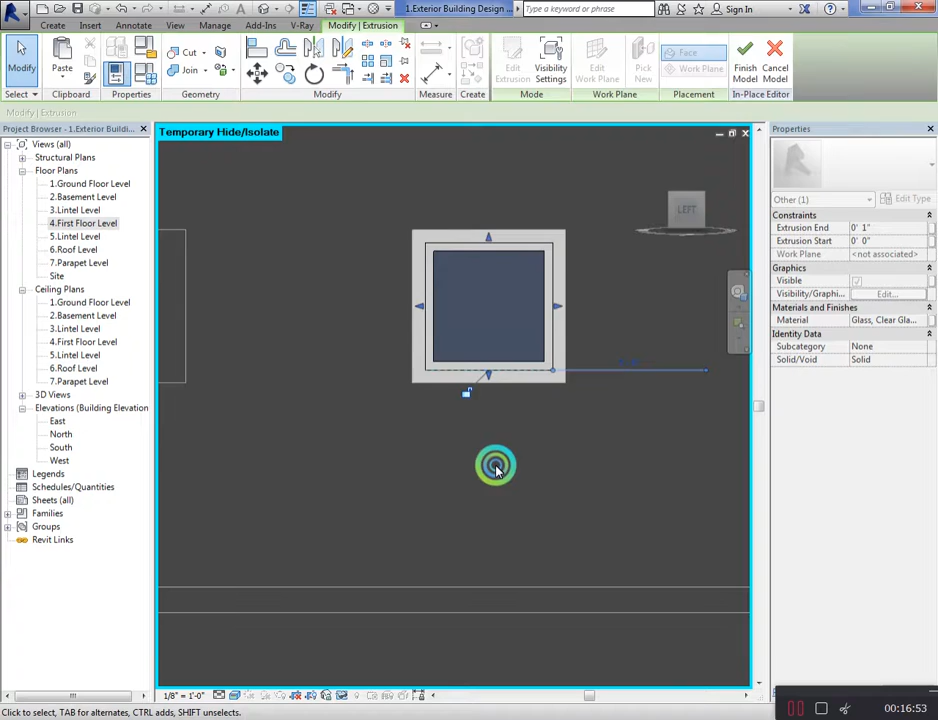 1.Exterior Building Design ...
Type a keyword or phrase
Sign In
Architecture
Create
Annotate
View
Manage
Add-Ins
V-Ray
Modify | Extrusion
Modify
Paste
Cut
Join
Edit Extrusion
Visibility Settings
Edit Work Plane
Pick New
Face
Work Plane
Finish Model
Cancel Model
Select
Clipboard
Properties
Geometry
Modify
Measure
Create
Mode
Work Plane
Placement
In-Place Editor
Modify | Extrusion
Project Browser - 1.Exterior Buildi...
Views (all)
Structural Plans
Floor Plans
1.Ground Floor Level
2.Basement Level
3.Lintel Level
4.First Floor Level
5.Lintel Level
6.Roof Level
7.Parapet Level
Site
Ceiling Plans
1.Ground Floor Level
2.Basement Level
3.Lintel Level
4.First Floor Level
5.Lintel Level
6.Roof Level
7.Parapet Level
3D Views
Elevations (Building Elevation
East
North
South
West
Legends
Schedules/Quantities
Sheets (all)
Families
Groups
Revit Links
Temporary Hide/Isolate
LEFT
1/8" = 1'-0"
Properties
Other (1)
Edit Type
Constraints
Extrusion End 0' 1"
Extrusion Start 0' 0"
Work Plane <not associated>
Graphics
Visible
Visibility/Graphi... Edit...
Materials and Finishes
Material Glass, Clear Gla...
Identity Data
Subcategory None
Solid/Void Solid
Click to select, TAB for alternates, CTRL adds, SHIFT unselects.
00:16:53